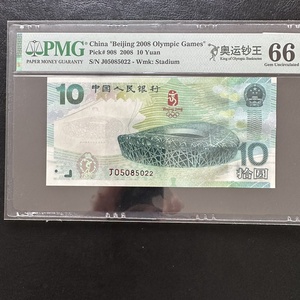 PMG
PAPER MONEY GUARANTY
China "Beijing 2008 Olympic Games"
Pick# 908 2008 10 Yuan
S/N J05085022 - Wmk: Stadium
奥运钞王
King of Olympic Banknotes
66
Gem Uncirculated
10
中国人民银行
J05085022
10
拾圆